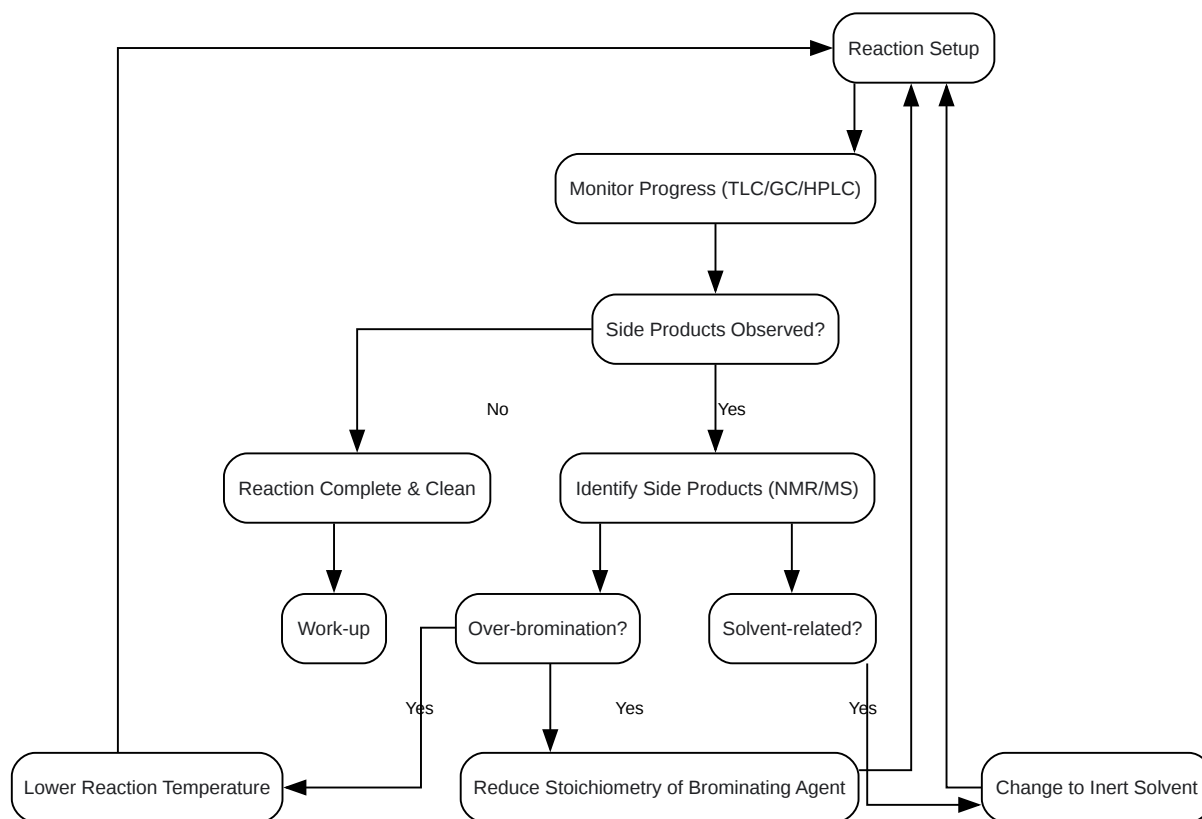 Reaction Setup
Monitor Progress (TLC/GC/HPLC)
Side Products Observed?
No
Yes
Reaction Complete & Clean
Identify Side Products (NMR/MS)
Work-up
Over-bromination?
Solvent-related?
Yes
Yes
Yes
Lower Reaction Temperature
Reduce Stoichiometry of Brominating Agent
Change to Inert Solvent